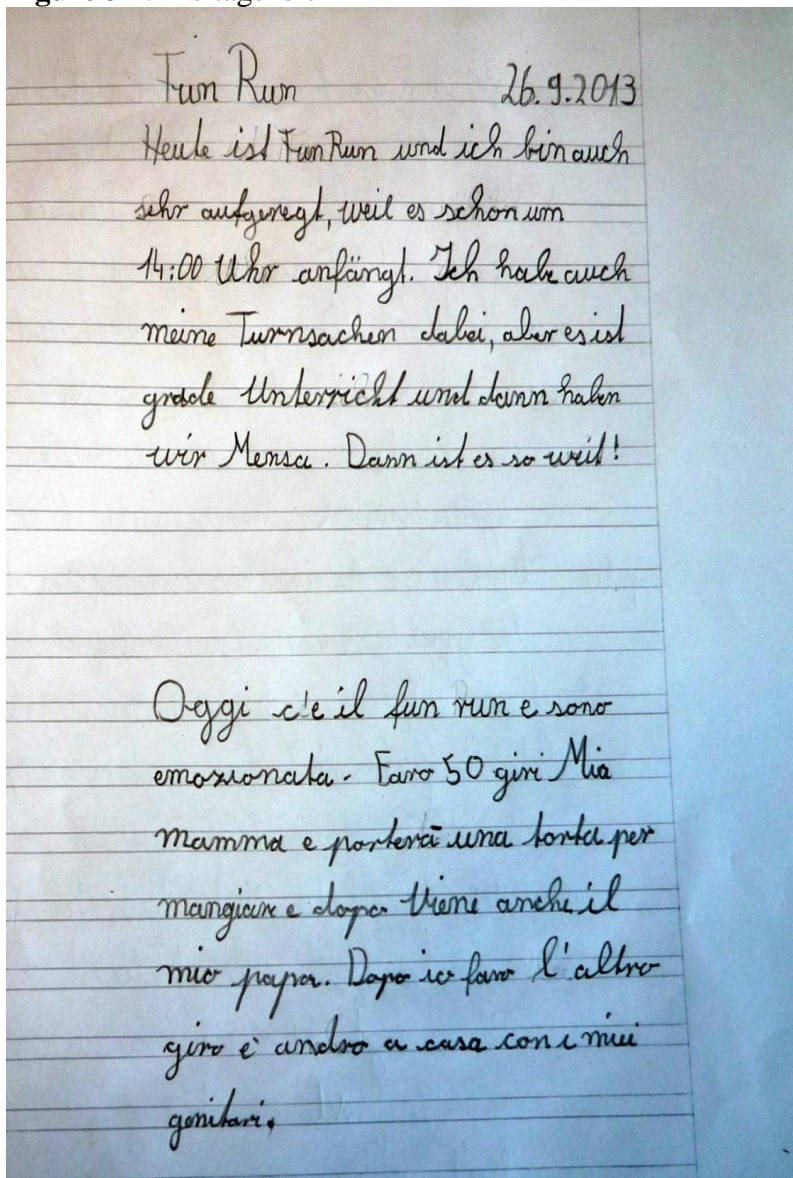 Fun Run 26.9.2013
Heute ist Fun Run und ich bin auch
sehr aufgeregt, weil es schon um
14:00 Uhr anfängt. Ich habe auch
meine Turnsachen dabei, aber es ist
grade Unterricht und dann haben
wir Mensa. Dann ist es so weit!
Oggi c'e il fun run e sono
emozionata. Faro 50 giri Mia
mamma e porterà una torta per
mangiare e dopo viene anche il
mio papa. Dopo io faro l'altro
giro e andro a casa con i miei
genitori.